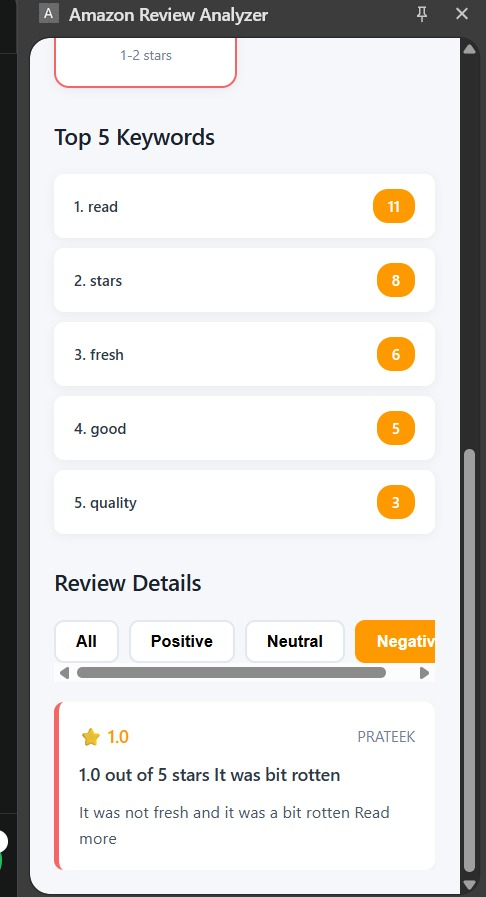 A Amazon Review Analyzer
1-2 stars
Top 5 Keywords
1. read 11
2. stars 8
3. fresh 6
4. good 5
5. quality 3
Review Details
All Positive Neutral Negativ
1.0 PRATEEK
1.0 out of 5 stars It was bit rotten
It was not fresh and it was a bit rotten Read
more